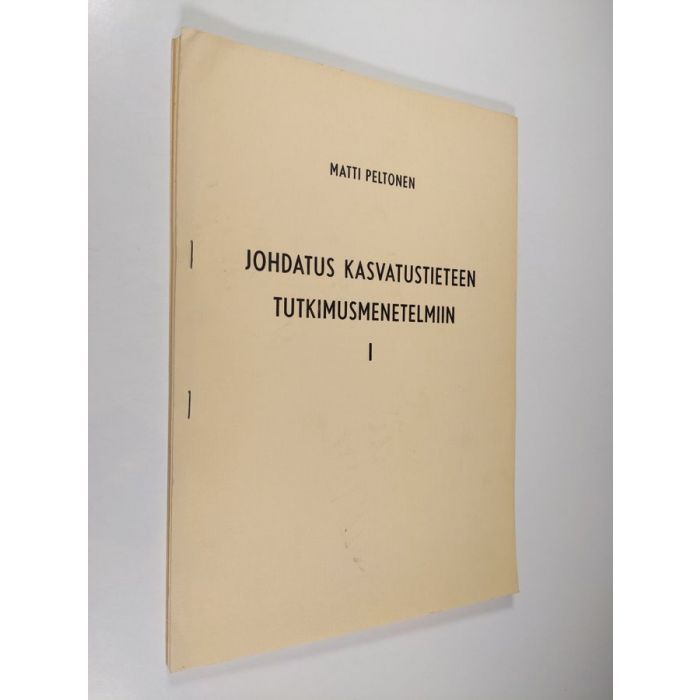 MATTI PELTONEN
JOHDATUS KASVATUSTIETEEN
TUTKIMUSMENETELMIIN
I